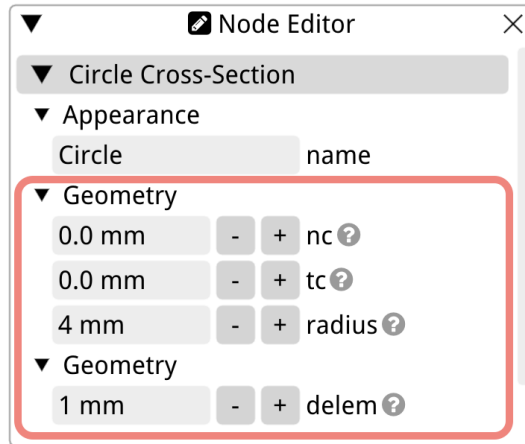 Node Editor
Circle Cross-Section
Appearance
Circle name
Geometry
0.0 mm - + nc ?
0.0 mm - + tc ?
4 mm - + radius ?
Geometry
1 mm - + delem ?